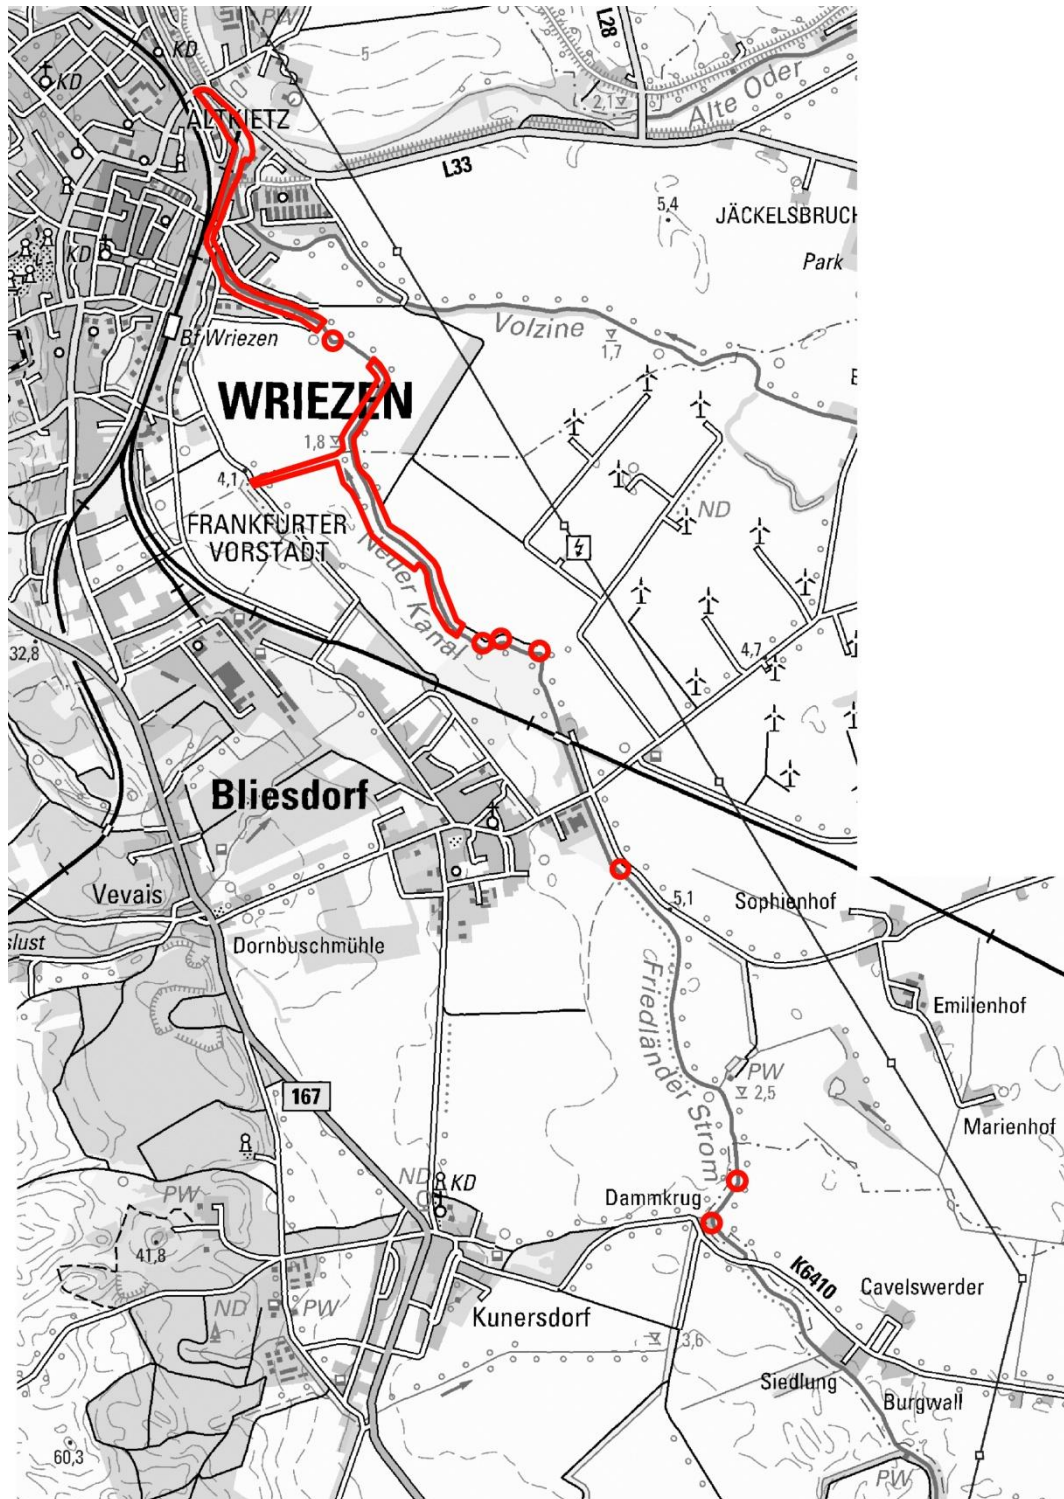 PW
KD
L28
5
KD
2,1
Alte Oder
ALTKIETZ
L33
5,4
JÄCKELSBRUCH
Park
KD
Volzine
1,7
Bf Wriezen
WRIEZEN
1,8
4,1
ND
FRANKFURTER
VORSTADT
Neuer Kanal
32,8
4,7
Bliesdorf
Vevais
5,1
Sophienhof
slust
Dornbuschmühle
Friedländer Strom
Emilienhof
PW
2,5
167
Marienhof
ND
KD
PW
Dammkrug
41,8
K6410
Cavelswerder
ND
PW
Kunersdorf
3,6
Siedlung
Burgwall
60,3
PW